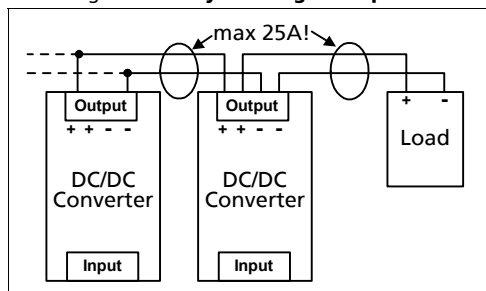 max 25A!
Output
Output
+ + - -
+ + - -
+ -
Load
DC/DC
Converter
DC/DC
Converter
Input
Input